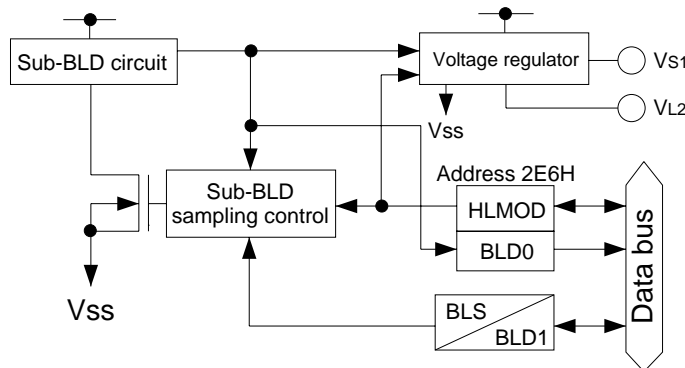 Sub-BLD circuit
Voltage regulator
VS1
VL2
Vss
Address 2E6H
Sub-BLD
sampling control
HLMOD
BLD0
Vss
BLS
BLD1
Data bus